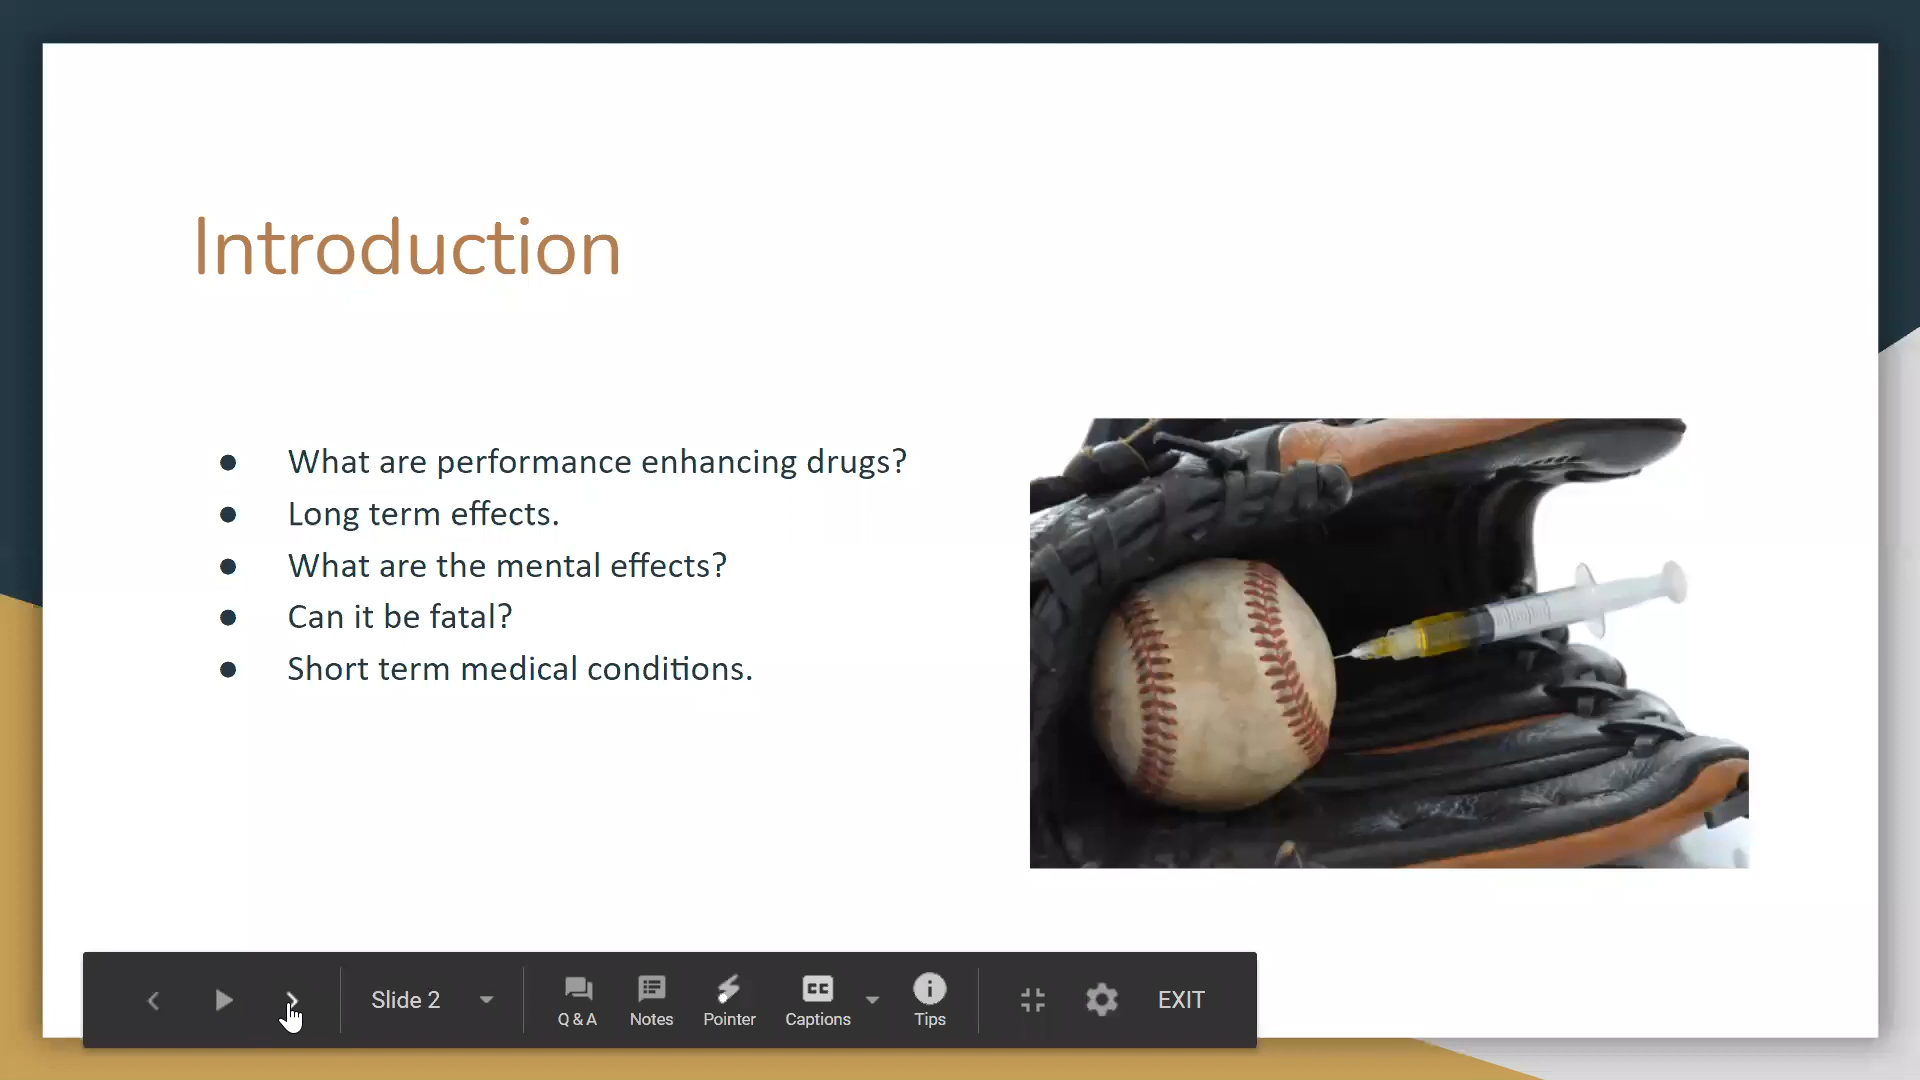 Introduction
● What are performance enhancing drugs?
● Long term effects.
● What are the mental effects?
● Can it be fatal?
● Short term medical conditions.
Slide 2
Q & A
Notes
Pointer
CC
Captions
Tips
EXIT